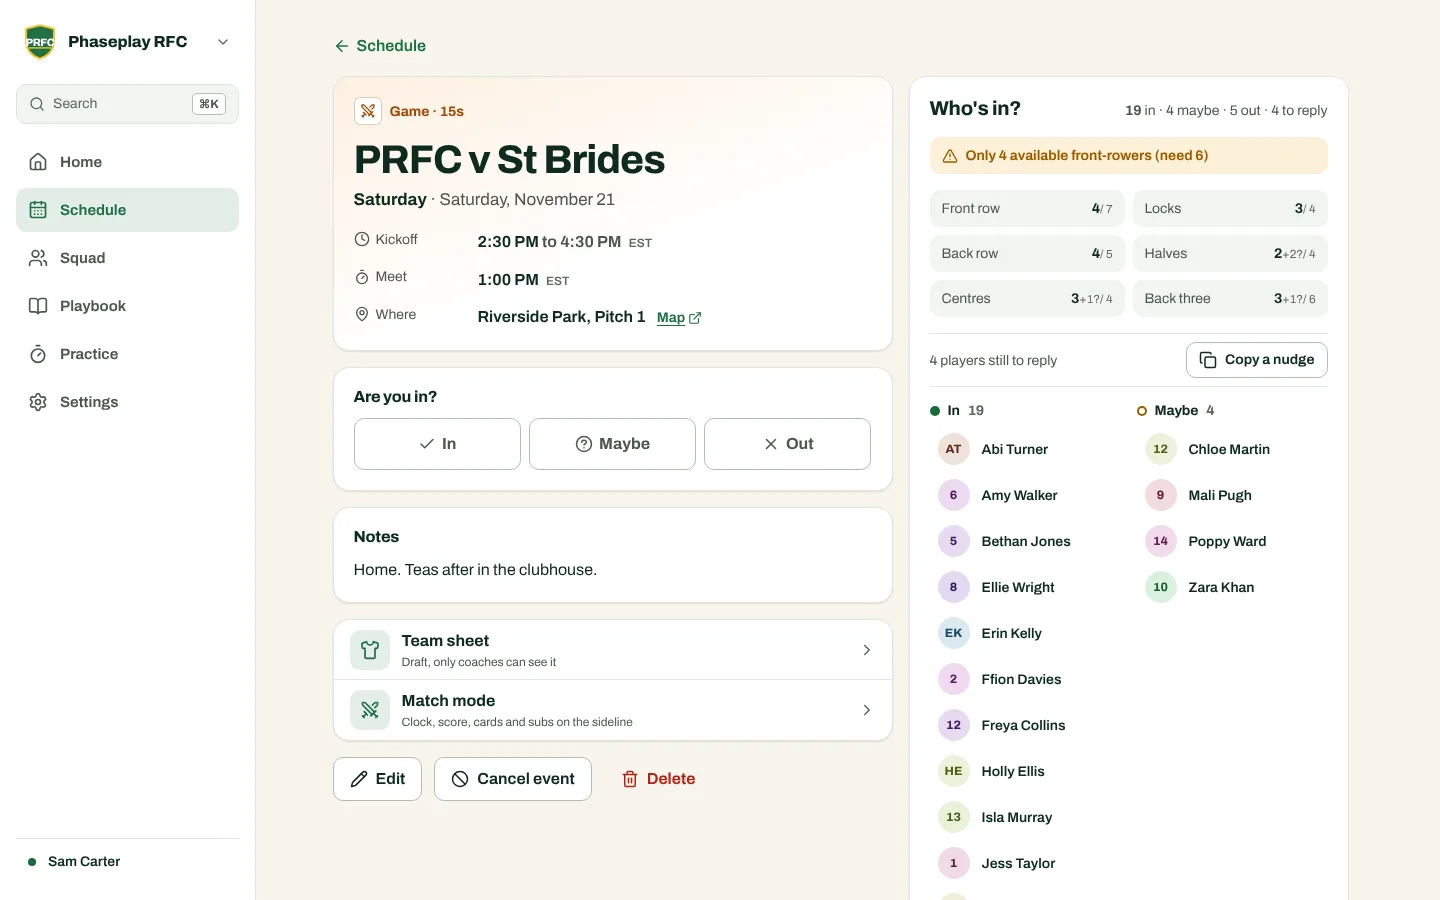 PRFC
Phaseplay RFC
Search ⌘K
Home
Schedule
Squad
Playbook
Practice
Settings
Sam Carter
Schedule
Game · 15s
PRFC v St Brides
Saturday · Saturday, November 21
Kickoff 2:30 PM to 4:30 PM EST
Meet 1:00 PM EST
Where Riverside Park, Pitch 1 Map
Are you in?
In Maybe Out
Notes
Home. Teas after in the clubhouse.
Team sheet
Draft, only coaches can see it
Match mode
Clock, score, cards and subs on the sideline
Edit Cancel event Delete
Who's in? 19 in · 4 maybe · 5 out · 4 to reply
Only 4 available front-rowers (need 6)
Front row 4/ 7 Locks 3/ 4
Back row 4/ 5 Halves 2+2?/ 4
Centres 3+1?/ 4 Back three 3+1?/ 6
4 players still to reply Copy a nudge
In 19
AT Abi Turner
6 Amy Walker
5 Bethan Jones
8 Ellie Wright
EK Erin Kelly
2 Ffion Davies
12 Freya Collins
HE Holly Ellis
13 Isla Murray
1 Jess Taylor
Maybe 4
12 Chloe Martin
9 Mali Pugh
14 Poppy Ward
10 Zara Khan